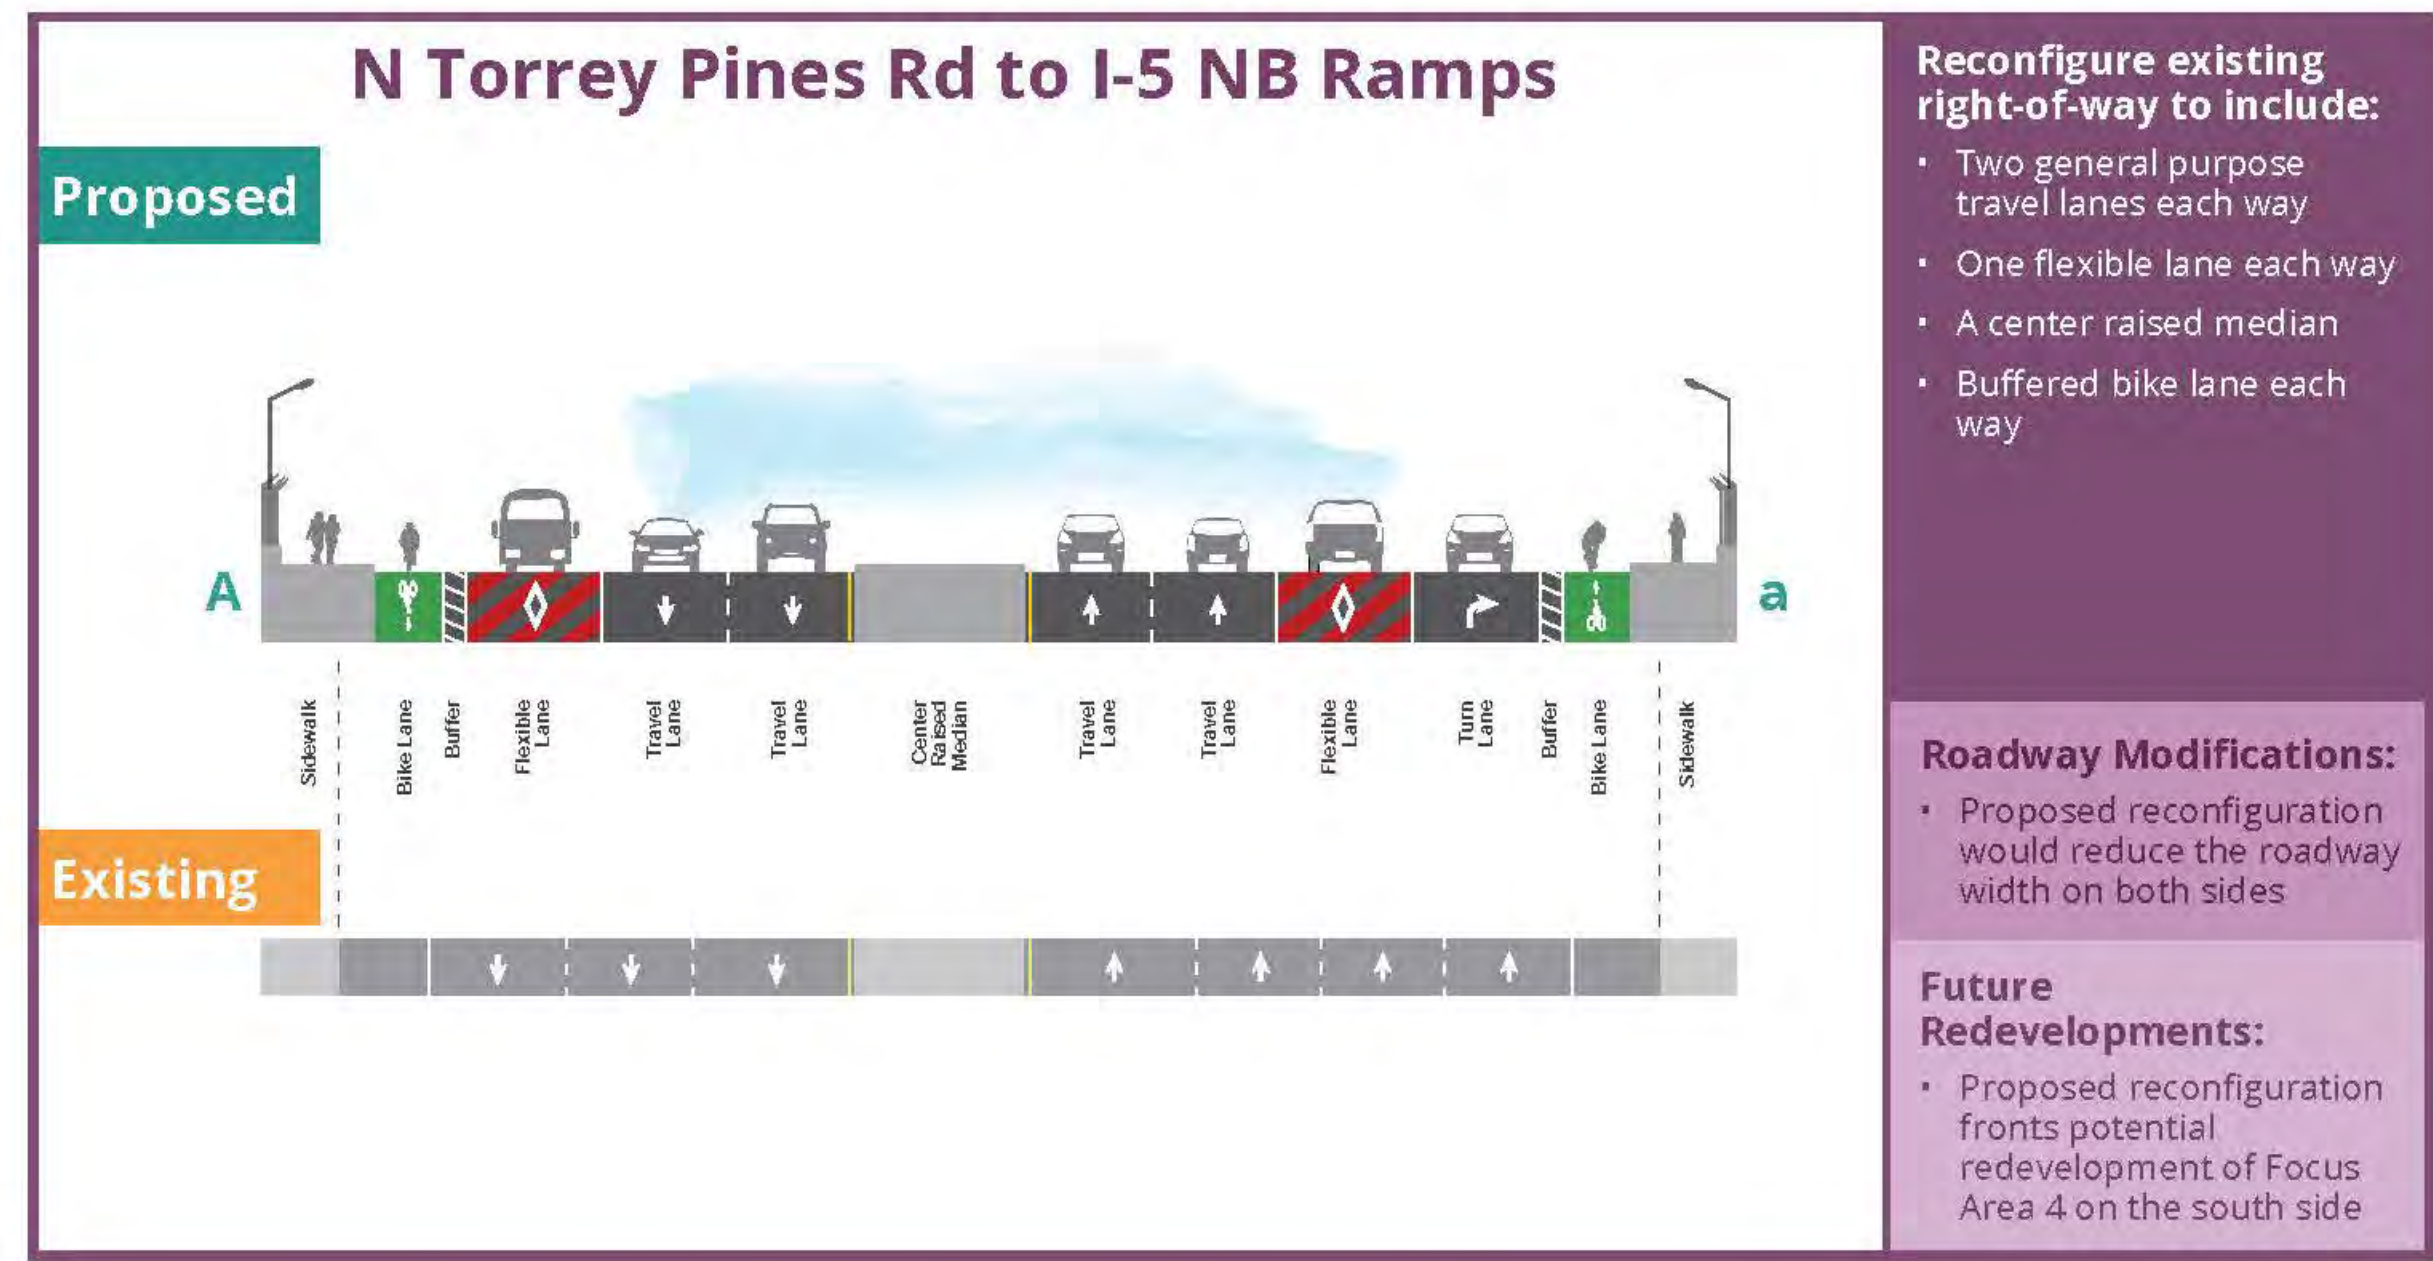 N Torrey Pines Rd to I-5 NB Ramps
Proposed
A
a
Sidewalk
Bike Lane
Buffer
Flexible
Lane
Travel
Lane
Travel
Lane
Center
Raised
Median
Travel
Lane
Travel
Lane
Flexible
Lane
Turn
Lane
Buffer
Bike Lane
Sidewalk
Existing
Reconfigure existing
right-of-way to include:
• Two general purpose
travel lanes each way
• One flexible lane each way
• A center raised median
• Buffered bike lane each
way
Roadway Modifications:
• Proposed reconfiguration
would reduce the roadway
width on both sides
Future
Redevelopments:
• Proposed reconfiguration
fronts potential
redevelopment of Focus
Area 4 on the south side